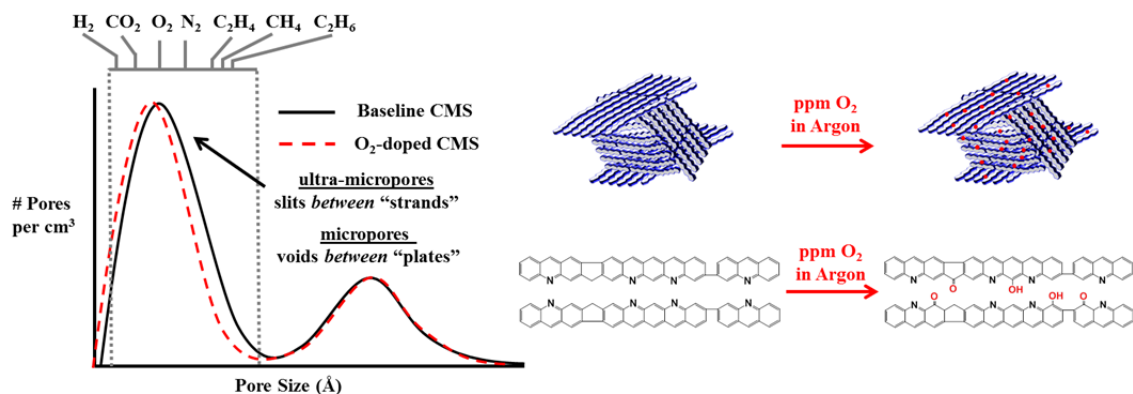 H2 CO2 O2 N2 C2H4 CH4 C2H6
Baseline CMS
O2-doped CMS
ultra-micropores
slits between “strands”
micropores
voids between “plates”
# Pores
per cm3
Pore Size (Å)
ppm O2
in Argon
ppm O2
in Argon
N N N N
N N N N
N N N N
O OH
O OH O
N N N N